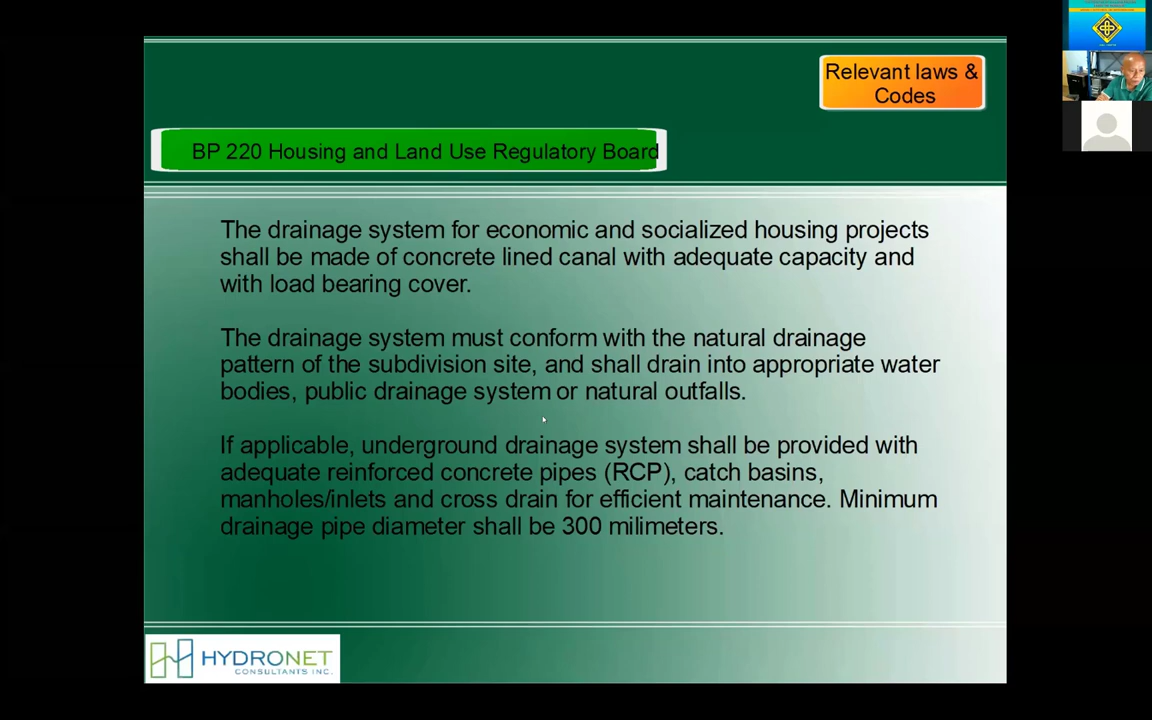 Relevant laws &
Codes
BP 220 Housing and Land Use Regulatory Board
The drainage system for economic and socialized housing projects
shall be made of concrete lined canal with adequate capacity and
with load bearing cover.
The drainage system must conform with the natural drainage
pattern of the subdivision site, and shall drain into appropriate water
bodies, public drainage system or natural outfalls.
If applicable, underground drainage system shall be provided with
adequate reinforced concrete pipes (RCP), catch basins,
manholes/inlets and cross drain for efficient maintenance. Minimum
drainage pipe diameter shall be 300 milimeters.
HYDRONET
CONSULTANTS INC.